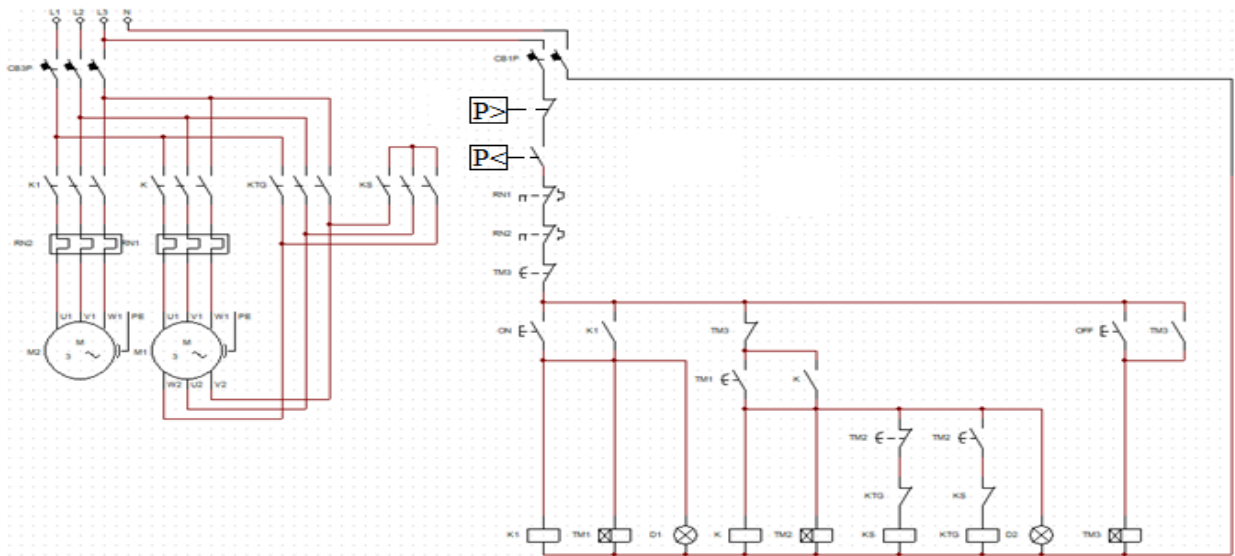 L1 L2 L3 N
CB3P CB1P
P>
P<
K1 K KTG KS
RN1
RN2 RN1
RN2
TM3
U1 V1 W1 PE U1 V1 W1 PE
ON K1 TM3 OFF TM3
M2 M 3 M1 M 3
TM1 K
W2 U2 V2
TM2 TM2
KTG KS
K1 TM1 D1 K TM2 KS KTG D2 TM3